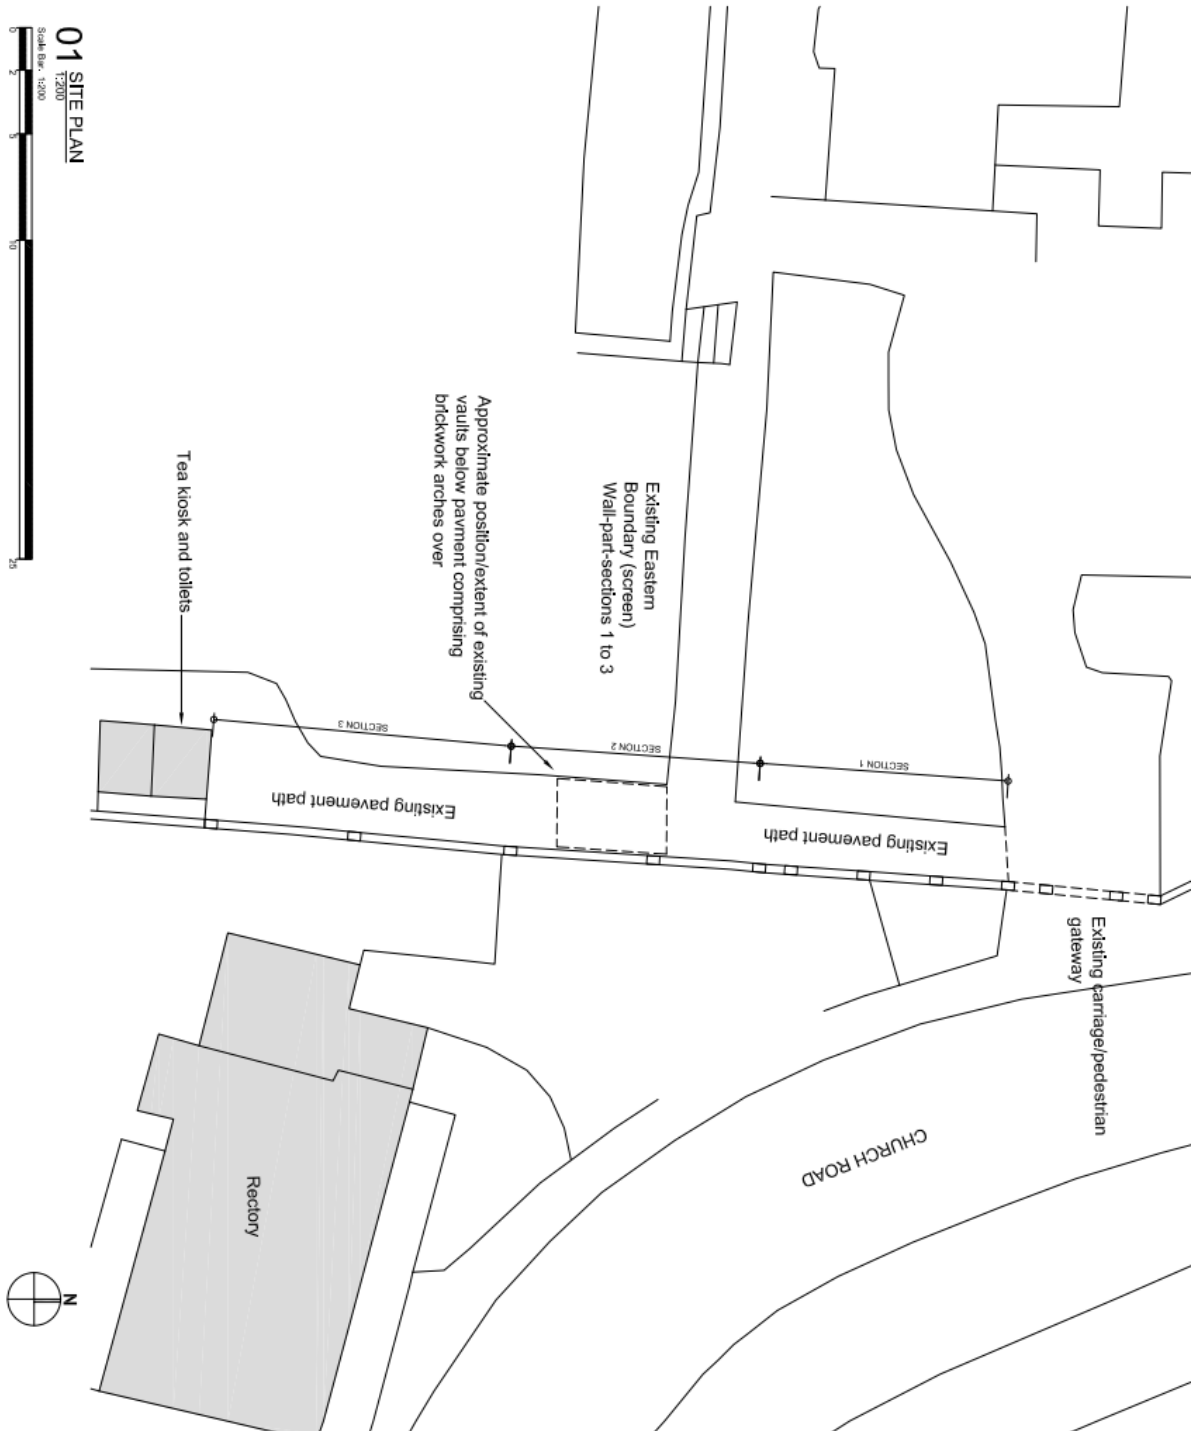 01 SITE PLAN
1:200
Scale Bar. 1:200
0 2 5 10 25
Approximate position/extent of existing
vaults below pavment comprising
brickwork arches over
Existing Eastern
Boundary (screen)
Wall-part-sections 1 to 3
Tea kiosk and toilets
SECTION 3
SECTION 2
SECTION 1
Existing pavement path
Existing pavement path
Existing carriage/pedestrian
gateway
CHURCH ROAD
Rectory
N